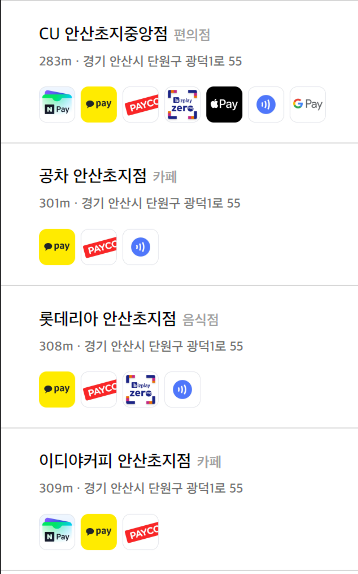 CU 안산초지중앙점 편의점
283m · 경기 안산시 단원구 광덕1로 55
N Pay pay PAYCO zero Pay G Pay
공차 안산초지점 카페
301m · 경기 안산시 단원구 광덕1로 55
pay PAYCO
롯데리아 안산초지점 음식점
308m · 경기 안산시 단원구 광덕1로 55
pay PAYCO zero
이디야커피 안산초지점 카페
309m · 경기 안산시 단원구 광덕1로 55
N Pay pay PAYCO